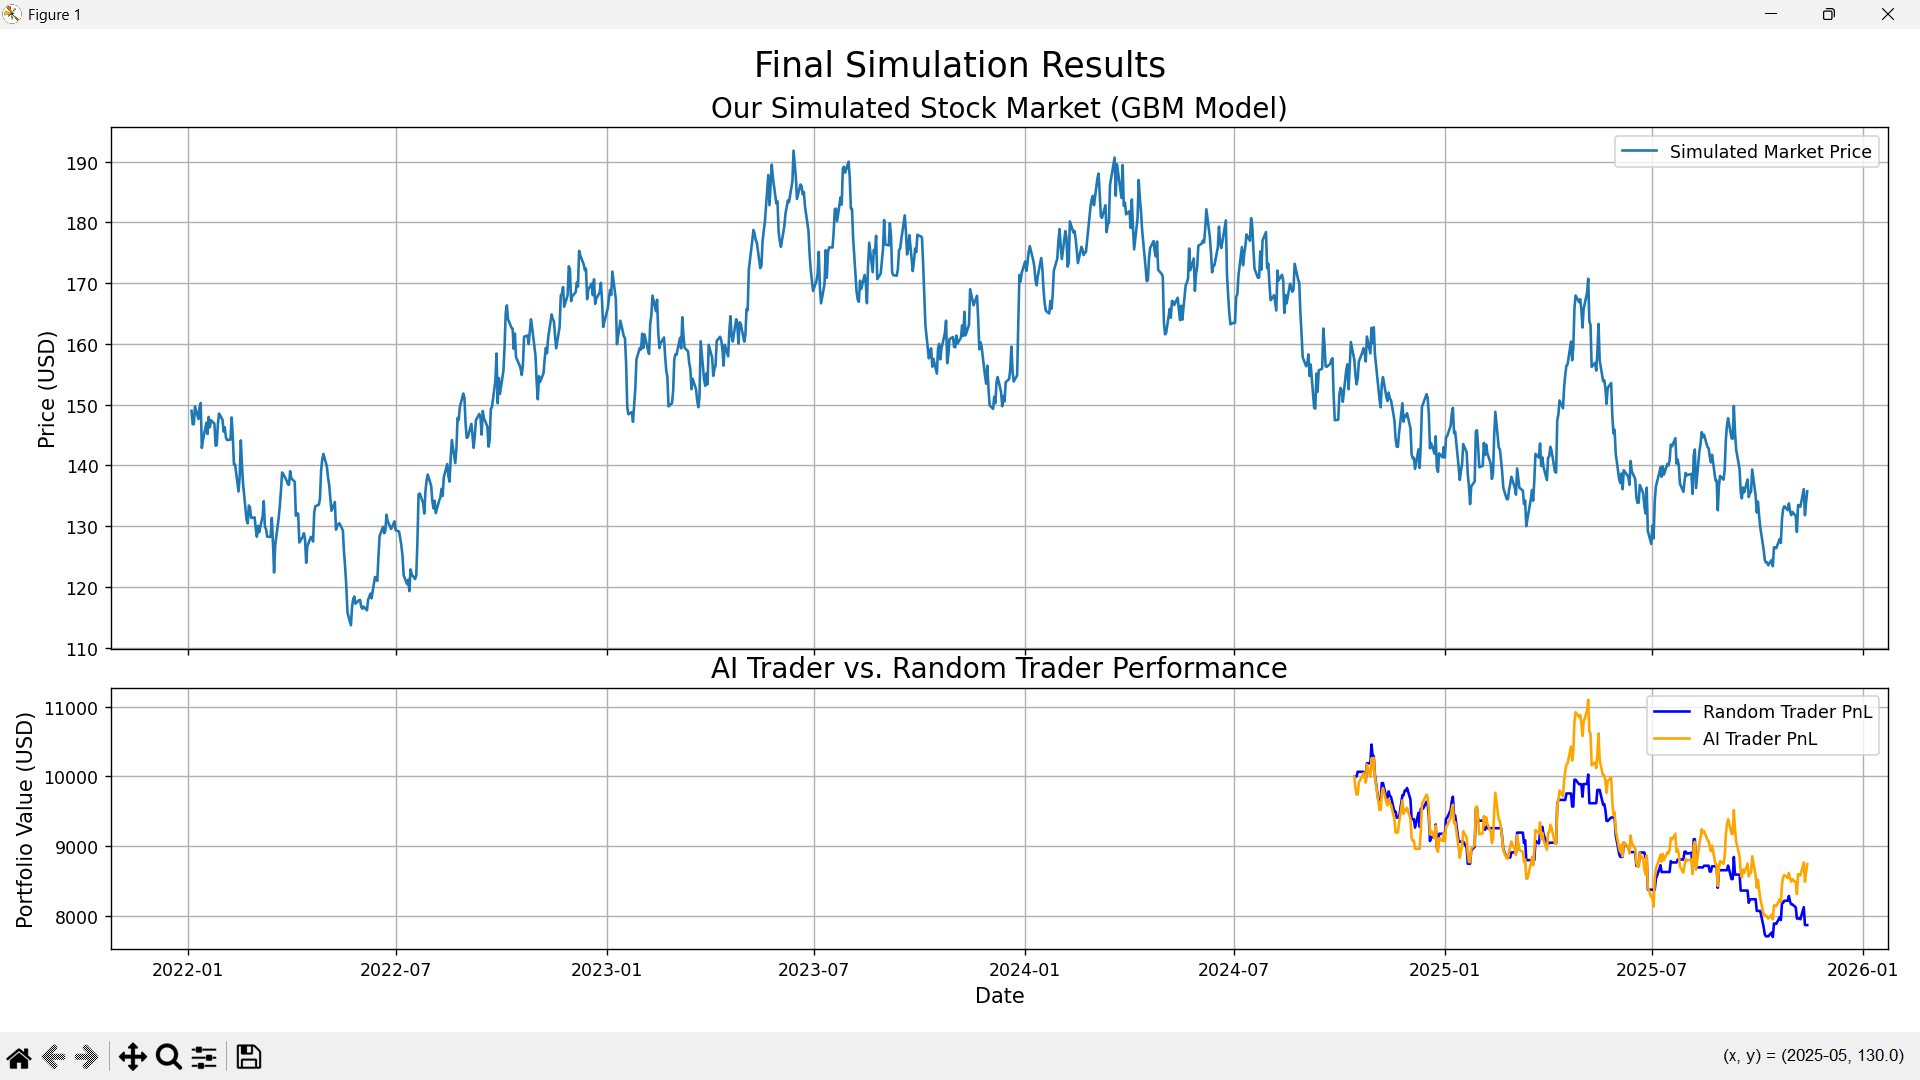 Figure 1
Final Simulation Results
Our Simulated Stock Market (GBM Model)
Simulated Market Price
Price (USD)
190
180
170
160
150
140
130
120
110
AI Trader vs. Random Trader Performance
Random Trader PnL
AI Trader PnL
Portfolio Value (USD)
11000
10000
9000
8000
2022-01 2022-07 2023-01 2023-07 2024-01 2024-07 2025-01 2025-07 2026-01
Date
(x, y) = (2025-05, 130.0)